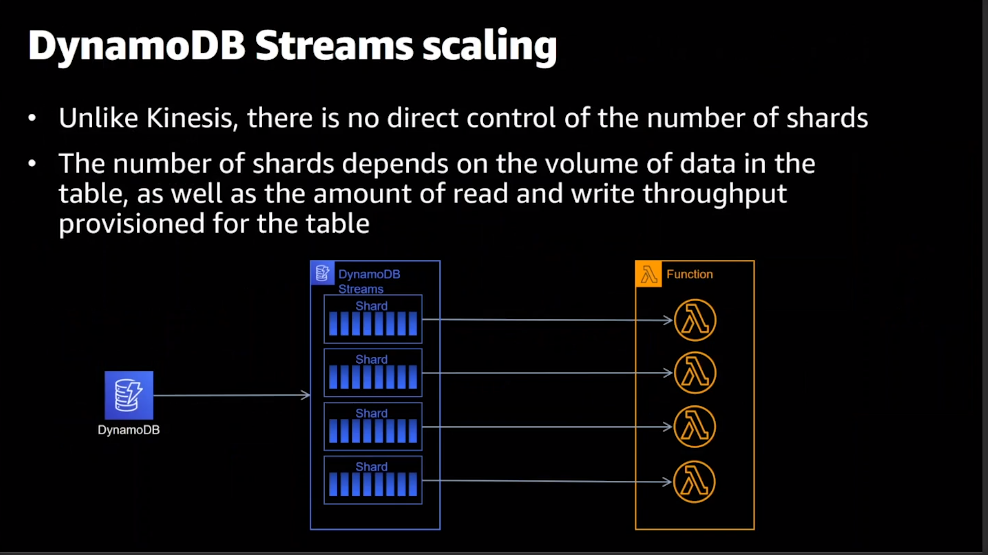 DynamoDB Streams scaling
• Unlike Kinesis, there is no direct control of the number of shards
• The number of shards depends on the volume of data in the
table, as well as the amount of read and write throughput
provisioned for the table
DynamoDB
Streams
Function
Shard
Shard
Shard
Shard
DynamoDB